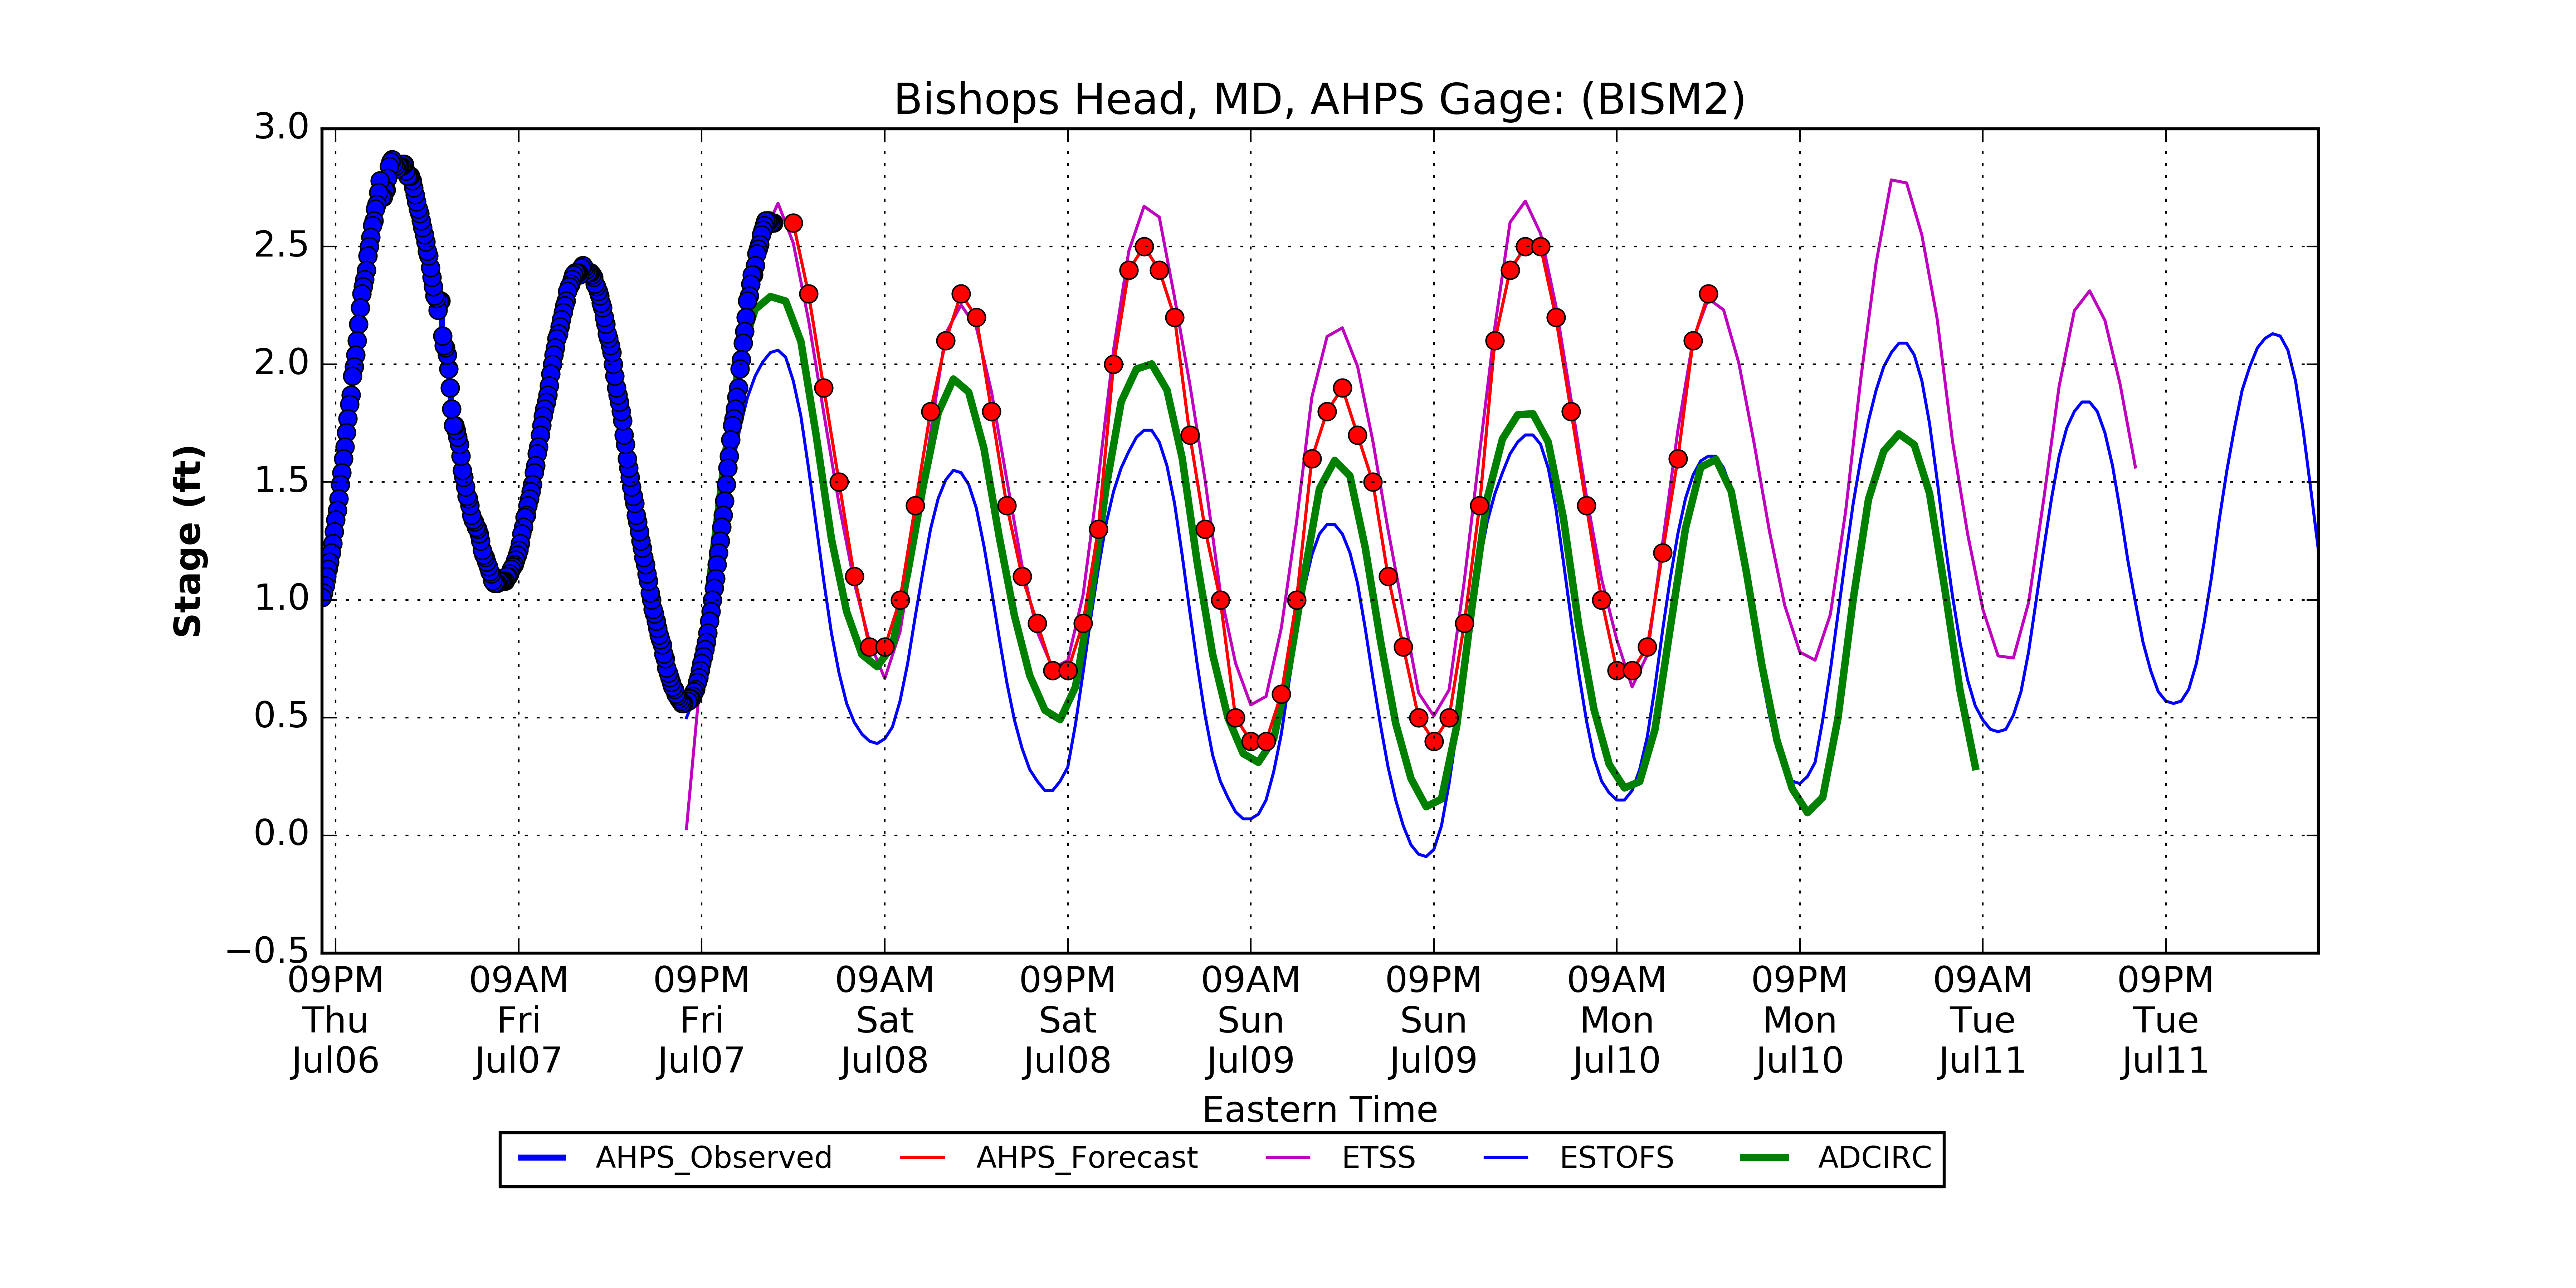 Bishops Head, MD, AHPS Gage: (BISM2)
Stage (ft)
3.0
2.5
2.0
1.5
1.0
0.5
0.0
−0.5
09PM 09AM 09PM 09AM 09PM 09AM 09PM 09AM 09PM 09AM 09PM
Thu Fri Fri Sat Sat Sun Sun Mon Mon Tue Tue
Jul06 Jul07 Jul07 Jul08 Jul08 Jul09 Jul09 Jul10 Jul10 Jul11 Jul11
Eastern Time
AHPS_Observed AHPS_Forecast ETSS ESTOFS ADCIRC